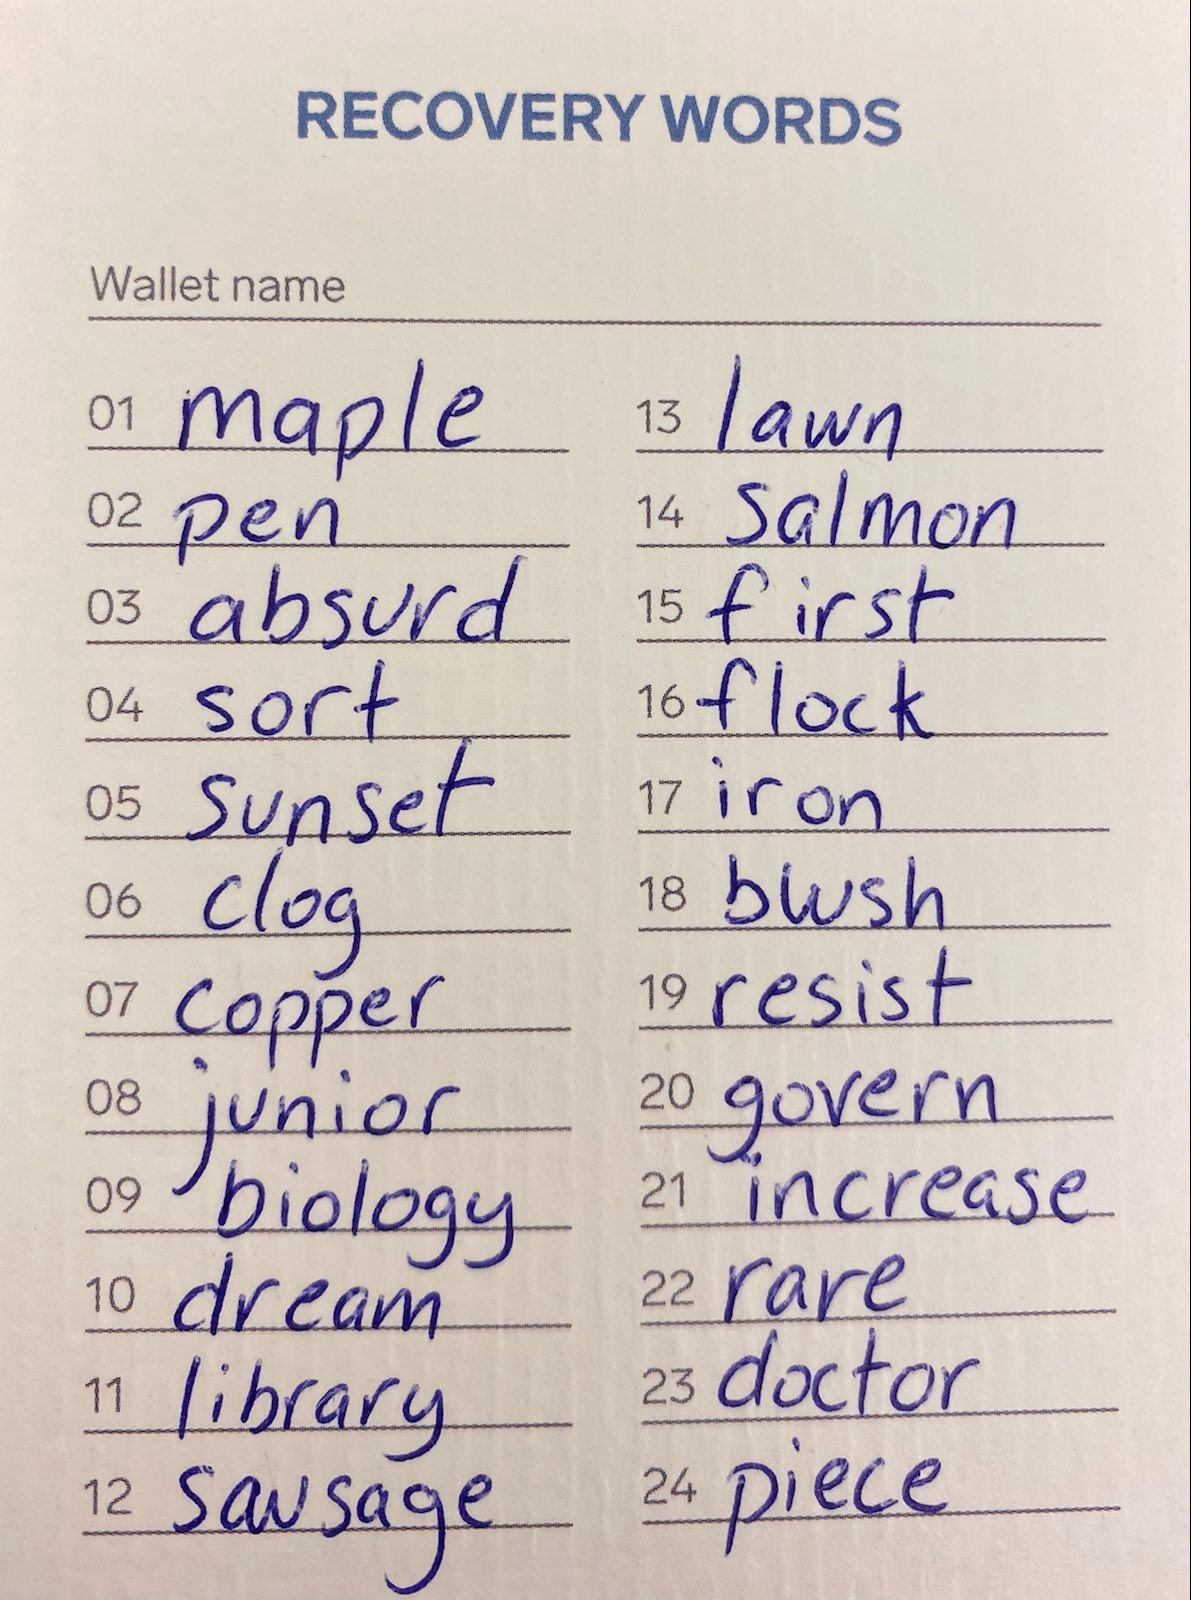 RECOVERY WORDS
Wallet name
01 maple
02 pen
03 absurd
04 sort
05 sunset
06 clog
07 copper
08 junior
09 biology
10 dream
11 library
12 sausage
13 lawn
14 salmon
15 first
16 flock
17 iron
18 blush
19 resist
20 govern
21 increase
22 rare
23 doctor
24 piece